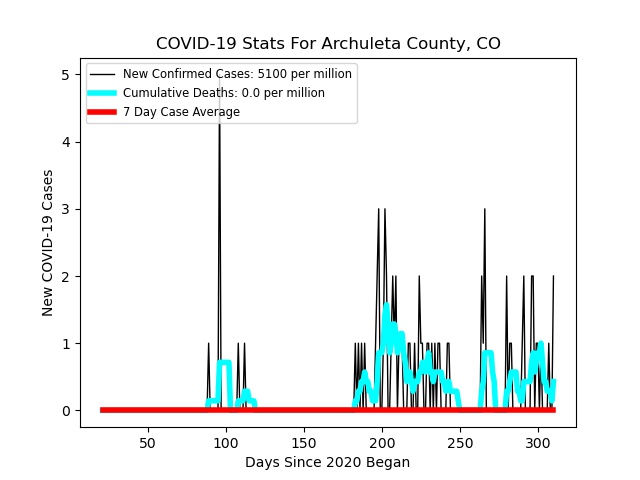 COVID-19 Stats For Archuleta County, CO
New Confirmed Cases: 5100 per million
Cumulative Deaths: 0.0 per million
7 Day Case Average
New COVID-19 Cases
5
4
3
2
1
0
50 100 150 200 250 300
Days Since 2020 Began